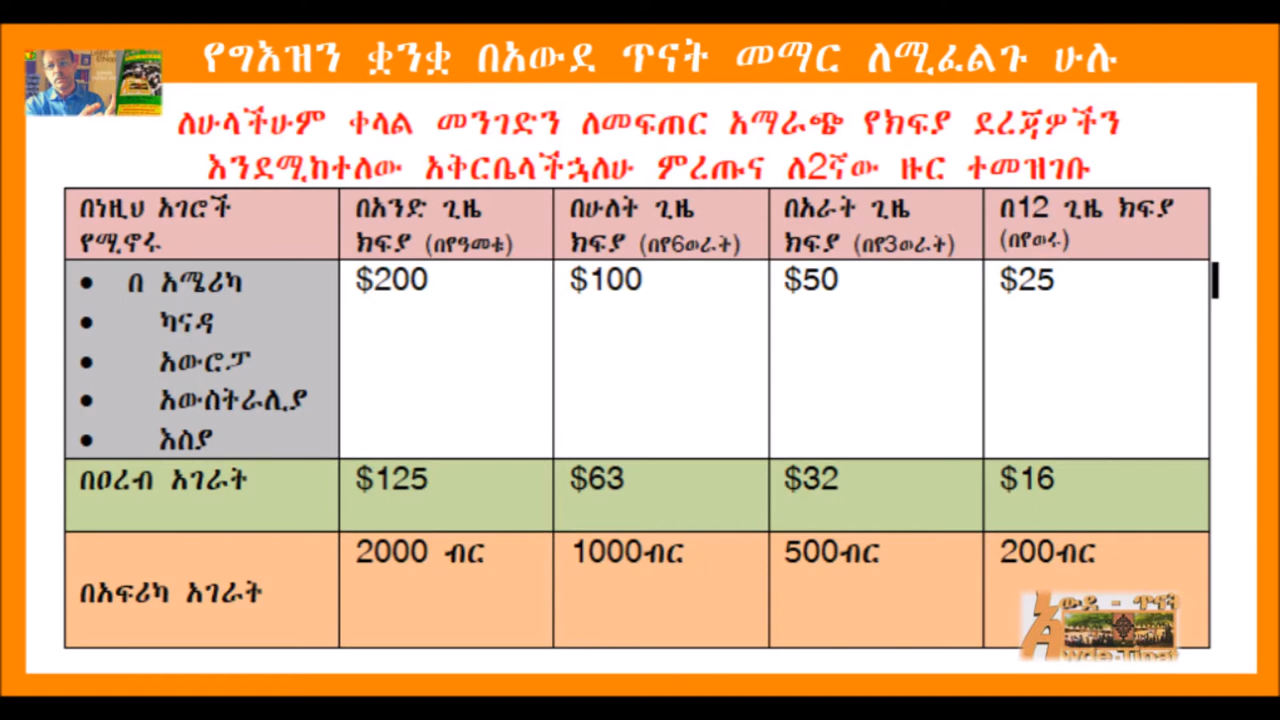 የግእዝን ቋንቋ በአውደ ጥናት መማር ለሚፈልጉ ሁሉ
ለሁላችሁም ቀላል መንገድን ለመፍጠር አማራጭ የክፍያ ደረጃዎችን
እንደሚከተለው አቅርቤላችኋለሁ ምረጡና ለ2ኛው ዙር ተመዝገቡ
በነዚህ አገሮች የሚኖሩ
በአንድ ጊዜ ክፍያ (በየዓመቱ)
በሁለት ጊዜ ክፍያ (በየ6ወራት)
በአራት ጊዜ ክፍያ (በየ3ወራት)
በ12 ጊዜ ክፍያ (በየወሩ)
• በ አሜሪካ
• ካናዳ
• አውሮፓ
• አውስትራሊያ
• እስያ
$200 $100 $50 $25
በዐረብ አገራት $125 $63 $32 $16
በአፍሪካ አገራት 2000 ብር 1000ብር 500ብር 200ብር
አውደ - ጥናት